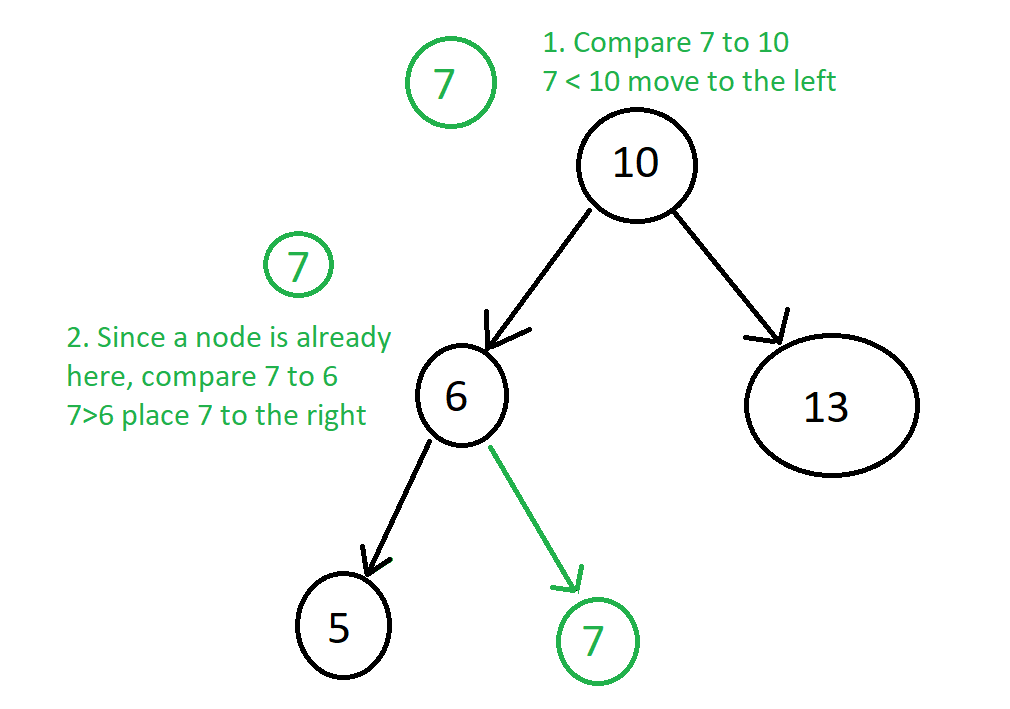 7
1. Compare 7 to 10
7 < 10 move to the left
10
7
2. Since a node is already
here, compare 7 to 6
7>6 place 7 to the right
6
13
5
7